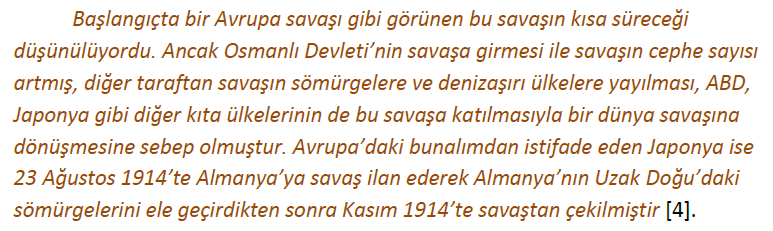 Başlangıçta bir Avrupa savaşı gibi görünen bu savaşın kısa süreceği
düşünülüyordu. Ancak Osmanlı Devleti’nin savaşa girmesi ile savaşın cephe sayısı
artmış, diğer taraftan savaşın sömürgelere ve denizaşırı ülkelere yayılması, ABD,
Japonya gibi diğer kıta ülkelerinin de bu savaşa katılmasıyla bir dünya savaşına
dönüşmesine sebep olmuştur. Avrupa’daki bunalımdan istifade eden Japonya ise
23 Ağustos 1914’te Almanya’ya savaş ilan ederek Almanya’nın Uzak Doğu’daki
sömürgelerini ele geçirdikten sonra Kasım 1914’te savaştan çekilmiştir [4].